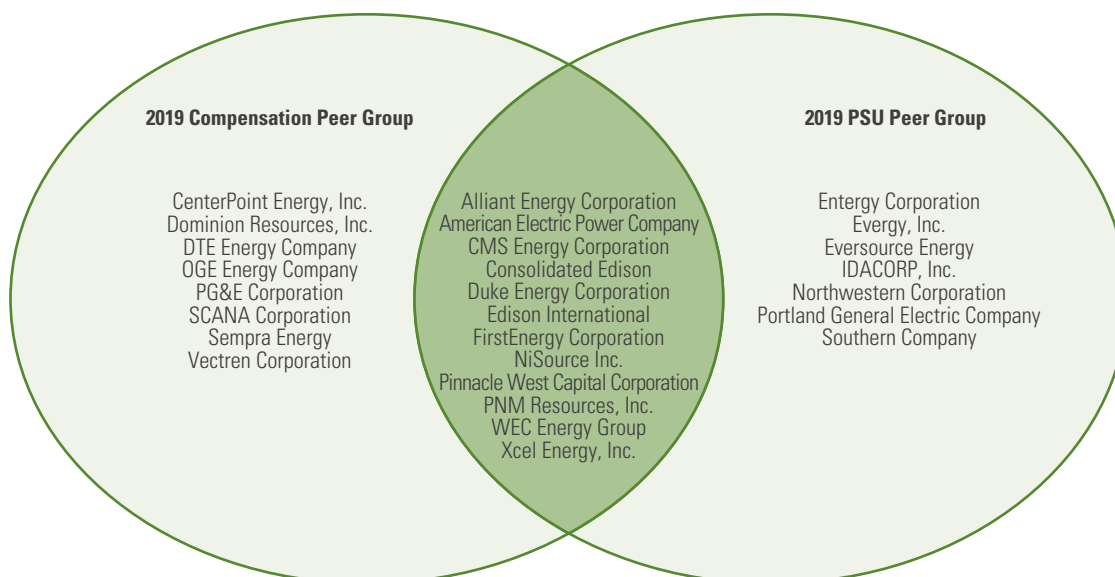 2019 Compensation Peer Group
CenterPoint Energy, Inc.
Dominion Resources, Inc.
DTE Energy Company
OGE Energy Company
PG&E Corporation
SCANA Corporation
Sempra Energy
Vectren Corporation
Alliant Energy Corporation
American Electric Power Company
CMS Energy Corporation
Consolidated Edison
Duke Energy Corporation
Edison International
FirstEnergy Corporation
NiSource Inc.
Pinnacle West Capital Corporation
PNM Resources, Inc.
WEC Energy Group
Xcel Energy, Inc.
2019 PSU Peer Group
Entergy Corporation
Evergy, Inc.
Eversource Energy
IDACORP, Inc.
Northwestern Corporation
Portland General Electric Company
Southern Company